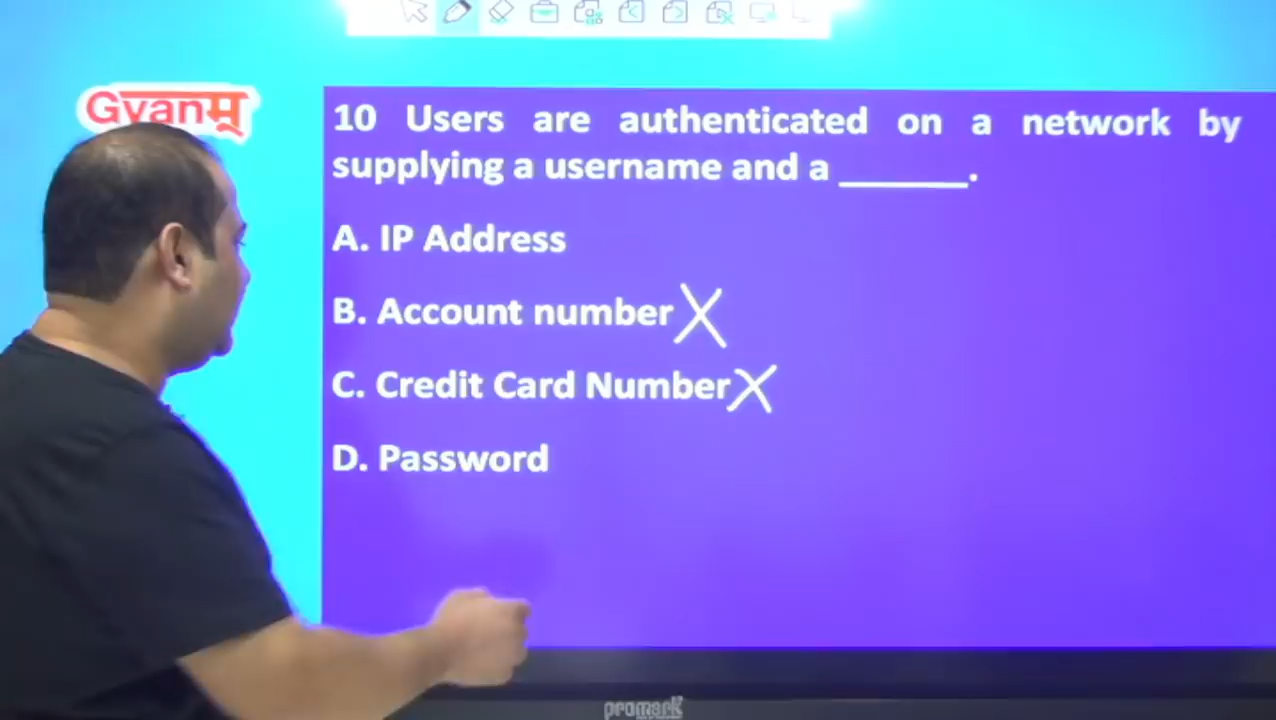 Gyanम्
10 Users are authenticated on a network by
supplying a username and a _______.
A. IP Address
B. Account number X
C. Credit Card Number X
D. Password
promark